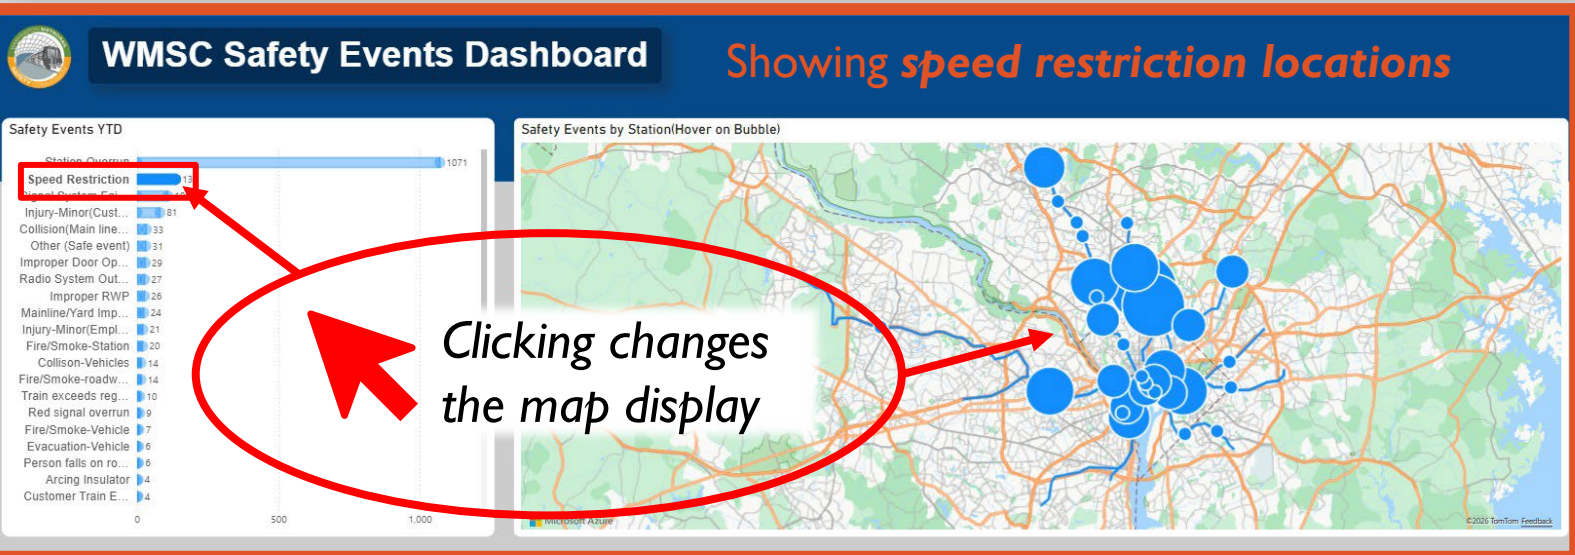 WMSC Safety Events Dashboard
Showing speed restriction locations
Safety Events YTD
Station Overrun 1071
Speed Restriction
Injury-Minor(Cust... 81
Collision(Main line... 33
Other (Safe event) 31
Improper Door Op... 29
Radio System Out... 27
Improper RWP 26
Mainline/Yard Imp... 24
Injury-Minor(Empl... 21
Fire/Smoke-Station 20
Collison-Vehicles 14
Fire/Smoke-roadw... 14
Train exceeds reg... 10
Red signal overrun 9
Fire/Smoke-Vehicle 7
Evacuation-Vehicle 6
Person falls on ro... 6
Arcing Insulator 4
Customer Train E... 4
0 500 1,000
Safety Events by Station(Hover on Bubble)
Clicking changes
the map display
Microsoft Azure
©2026 TomTom Feedback